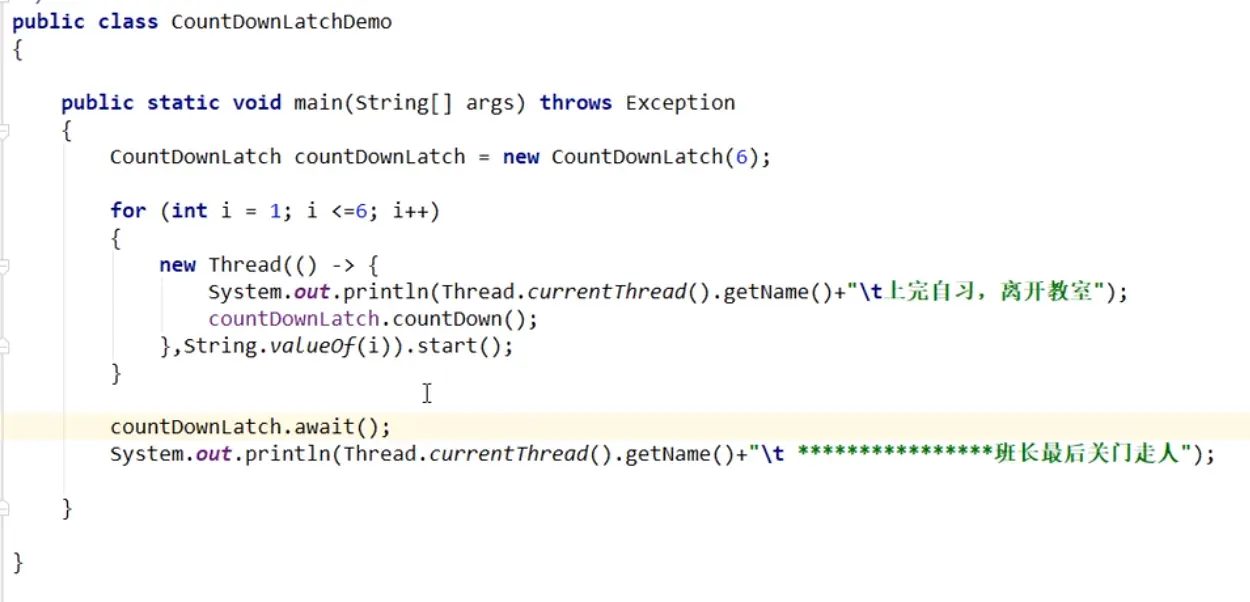 public class CountDownLatchDemo
{
public static void main(String[] args) throws Exception
{
CountDownLatch countDownLatch = new CountDownLatch(6);
for (int i = 1; i <=6; i++)
{
new Thread(() -> {
System.out.println(Thread.currentThread().getName()+"\t上完自习，离开教室");
countDownLatch.countDown();
},String.valueOf(i)).start();
}
countDownLatch.await();
System.out.println(Thread.currentThread().getName()+"\t ****************班长最后关门走人");
}
}